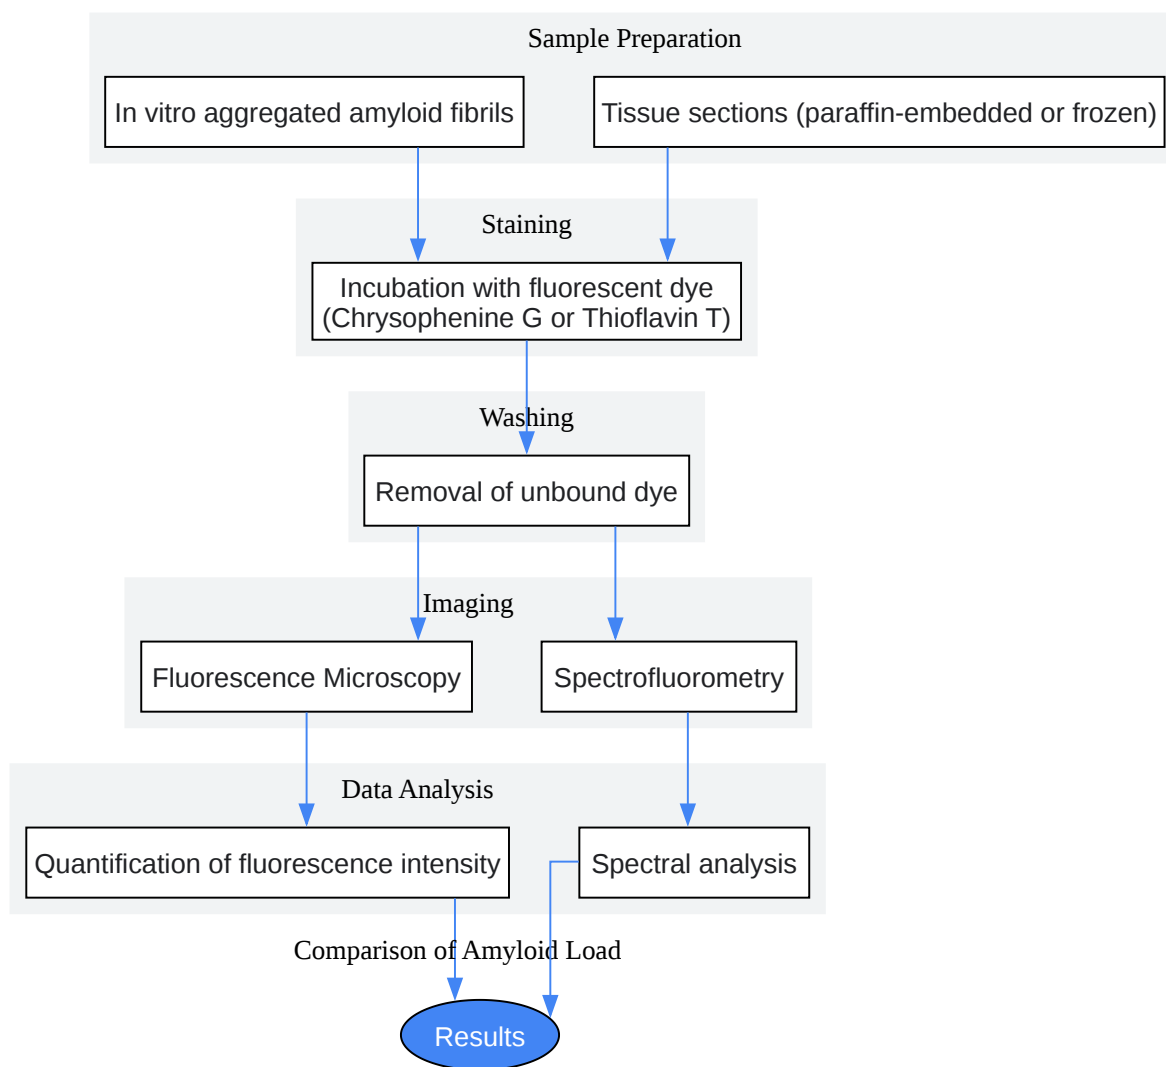 Sample Preparation
In vitro aggregated amyloid fibrils
Tissue sections (paraffin-embedded or frozen)
Staining
Incubation with fluorescent dye
(Chrysophenine G or Thioflavin T)
Washing
Removal of unbound dye
Imaging
Fluorescence Microscopy
Spectrofluorometry
Data Analysis
Quantification of fluorescence intensity
Spectral analysis
Comparison of Amyloid Load
Results